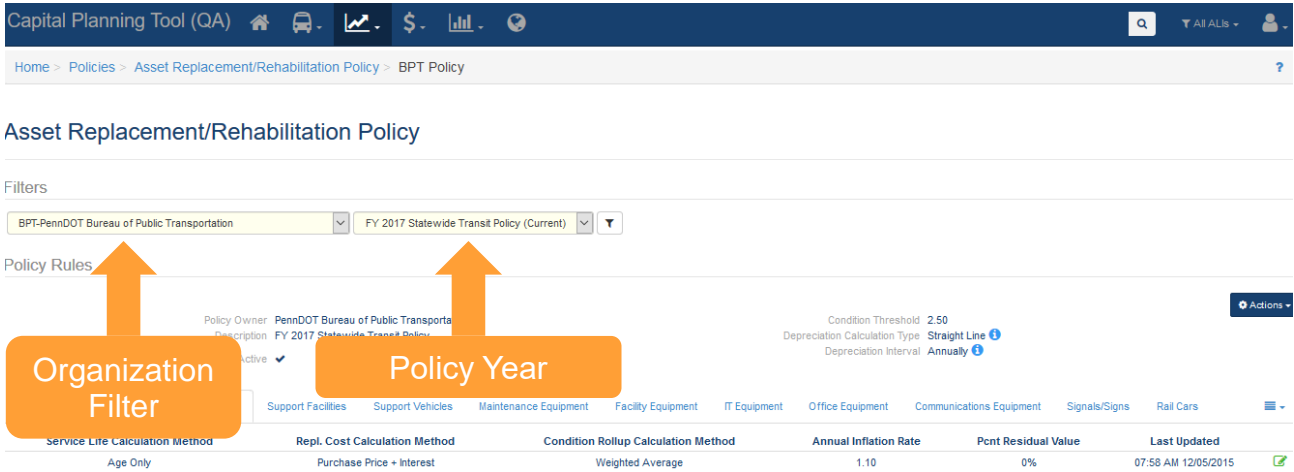 Capital Planning Tool (QA)
All ALIs
Home > Policies > Asset Replacement/Rehabilitation Policy > BPT Policy ?
Asset Replacement/Rehabilitation Policy
Filters
BPT-PennDOT Bureau of Public Transportation FY 2017 Statewide Transit Policy (Current)
Policy Rules
Actions
Policy Owner PennDOT Bureau of Public Transporta Condition Threshold 2.50
Description FY 2017 Statewide Transit Policy Depreciation Calculation Type Straight Line
Active Depreciation Interval Annually
Organization
Filter
Policy Year
Support Facilities Support Vehicles Maintenance Equipment Facility Equipment IT Equipment Office Equipment Communications Equipment Signals/Signs Rail Cars
Service Life Calculation Method Repl. Cost Calculation Method Condition Rollup Calculation Method Annual Inflation Rate Pcnt Residual Value Last Updated
Age Only Purchase Price + Interest Weighted Average 1.10 0% 07:58 AM 12/05/2015